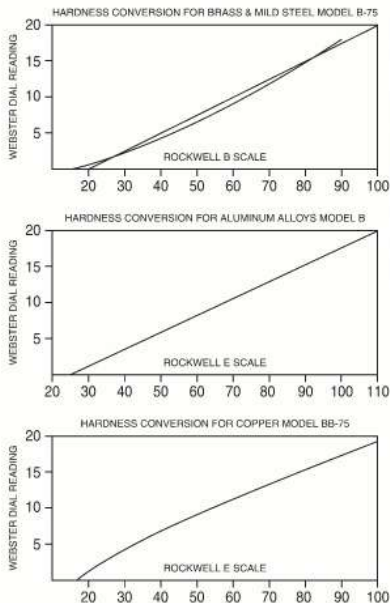 HARDNESS CONVERSION FOR BRASS & MILD STEEL MODEL B-75
WEBSTER DIAL READING
20
15
10
5
ROCKWELL B SCALE
20 30 40 50 60 70 80 90 100
HARDNESS CONVERSION FOR ALUMINUM ALLOYS MODEL B
WEBSTER DIAL READING
20
15
10
5
ROCKWELL E SCALE
20 30 40 50 60 70 80 90 100 110
HARDNESS CONVERSION FOR COPPER MODEL BB-75
WEBSTER DIAL READING
20
15
10
5
ROCKWELL E SCALE
20 30 40 50 60 70 80 90 100